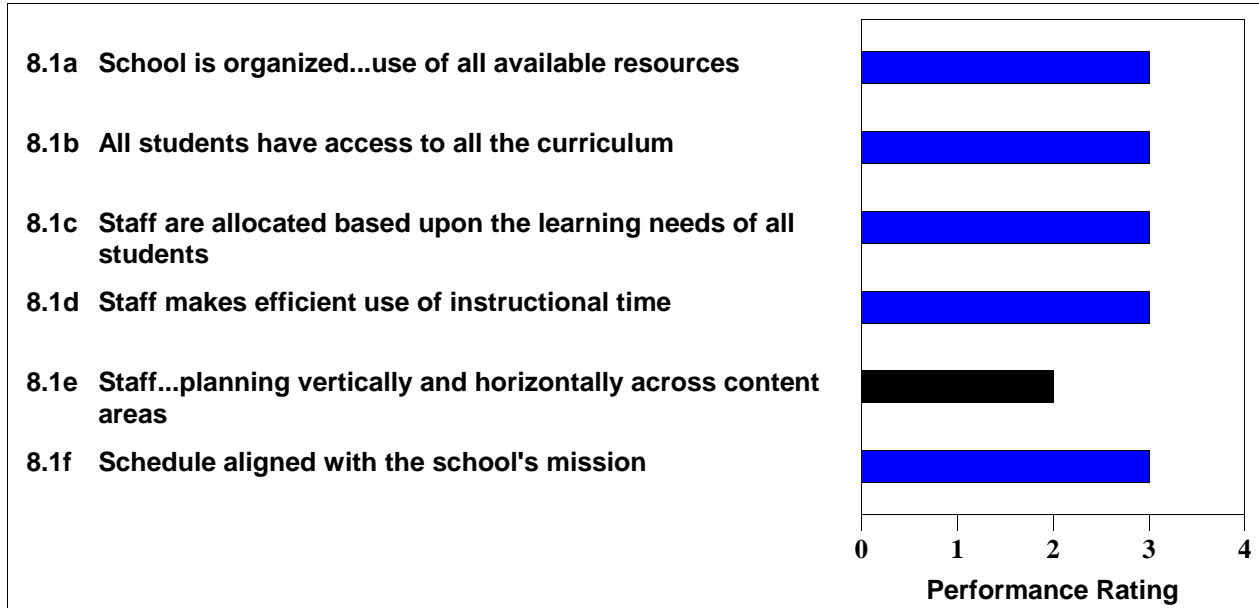 8.1a School is organized...use of all available resources
8.1b All students have access to all the curriculum
8.1c Staff are allocated based upon the learning needs of all
students
8.1d Staff makes efficient use of instructional time
8.1e Staff...planning vertically and horizontally across content
areas
8.1f Schedule aligned with the school's mission
0 1 2 3 4
Performance Rating